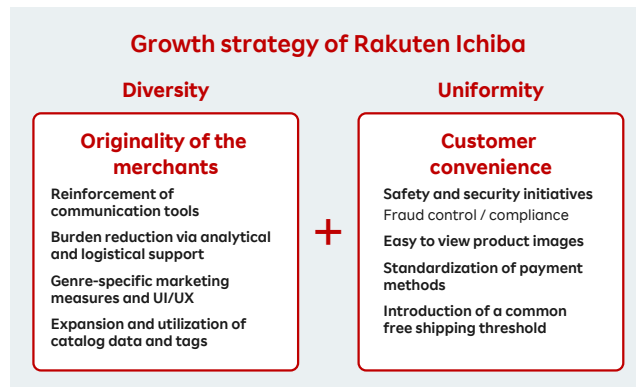 Growth strategy of Rakuten Ichiba
Diversity
Originality of the
merchants
Reinforcement of
communication tools
Burden reduction via analytical
and logistical support
Genre-specific marketing
measures and UI/UX
Expansion and utilization of
catalog data and tags
+
Uniformity
Customer
convenience
Safety and security initiatives
Fraud control / compliance
Easy to view product images
Standardization of payment
methods
Introduction of a common
free shipping threshold